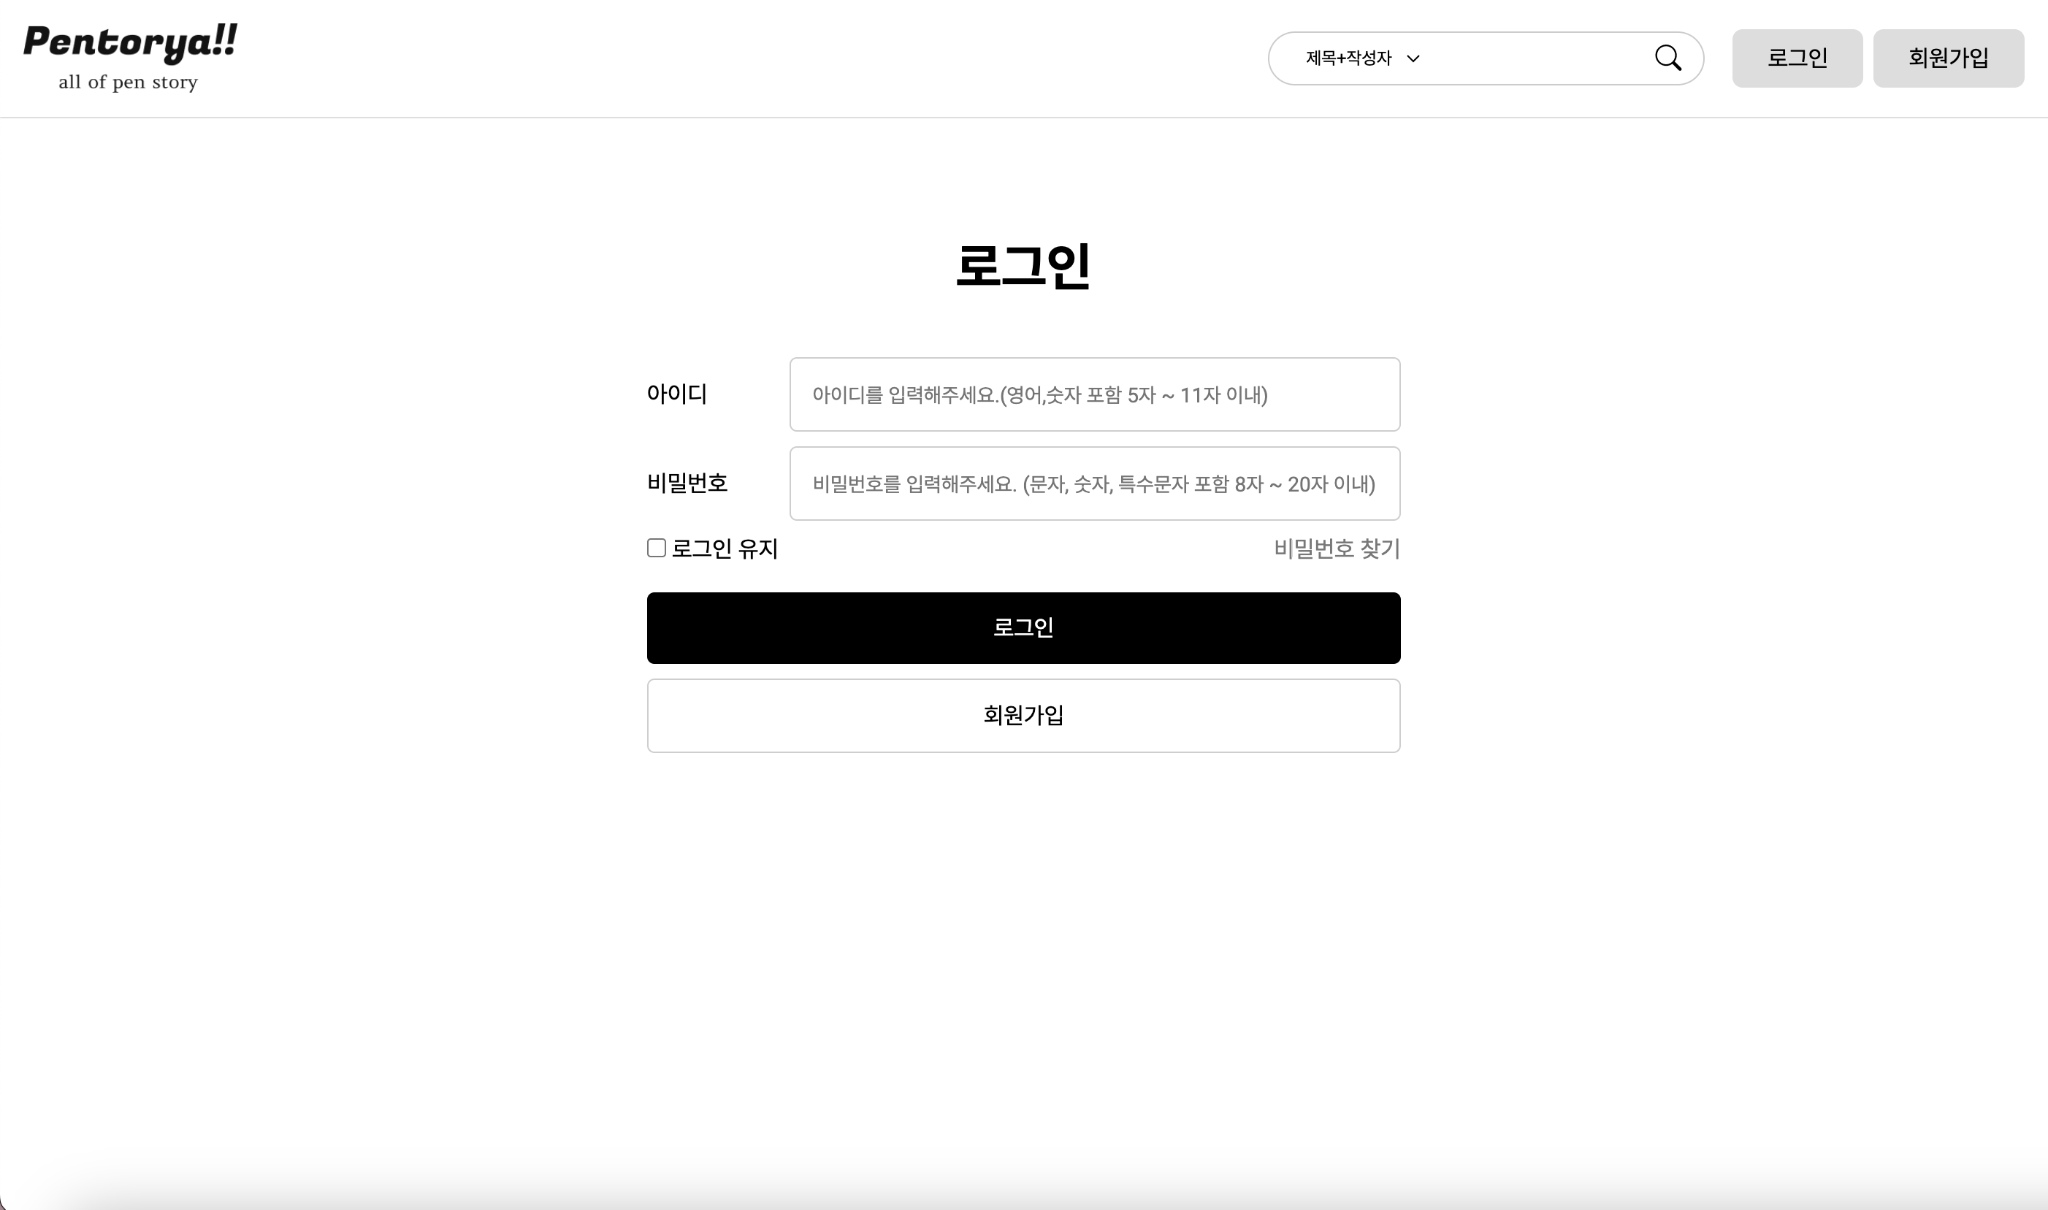 Pentorya!!
all of pen story
제목+작성자
로그인
회원가입
로그인
아이디
아이디를 입력해주세요.(영어,숫자 포함 5자 ~ 11자 이내)
비밀번호
비밀번호를 입력해주세요. (문자, 숫자, 특수문자 포함 8자 ~ 20자 이내)
로그인 유지
비밀번호 찾기
로그인
회원가입